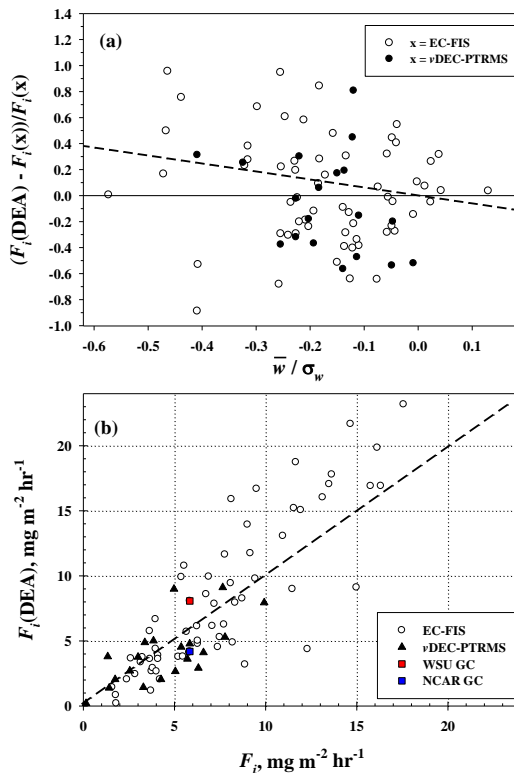 (a)
x = EC-FIS
x = vDEC-PTRMS
(Fi(DEA) - Fi(x))/Fi(x)
1.4
1.2
1.0
0.8
0.6
0.4
0.2
0.0
-0.2
-0.4
-0.6
-0.8
-1.0
-0.6 -0.5 -0.4 -0.3 -0.2 -0.1 0.0 0.1
w̅ / σw
(b)
Fi(DEA), mg m-2 hr-1
20
15
10
5
0
EC-FIS
vDEC-PTRMS
WSU GC
NCAR GC
0 5 10 15 20
Fi, mg m-2 hr-1